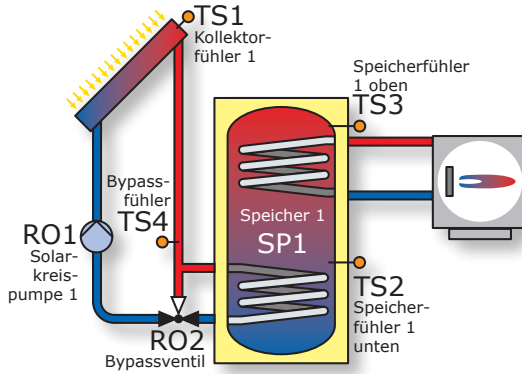 TS1
Kollektor-
fühler 1
Speicherfühler
1 oben
TS3
Bypass-
fühler
TS4
Speicher 1
SP1
RO1
Solar-
kreis-
pumpe 1
TS2
Speicher-
fühler 1
unten
RO2
Bypassventil